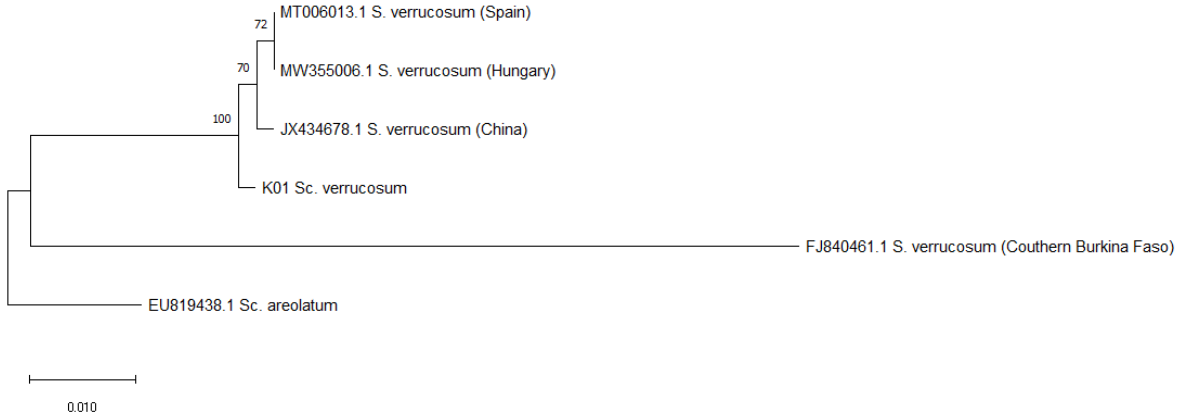 MT006013.1 S. verrucosum (Spain)
72
MW355006.1 S. verrucosum (Hungary)
70
JX434678.1 S. verrucosum (China)
100
K01 Sc. verrucosum
FJ840461.1 S. verrucosum (Couthern Burkina Faso)
EU819438.1 Sc. areolatum
0.010